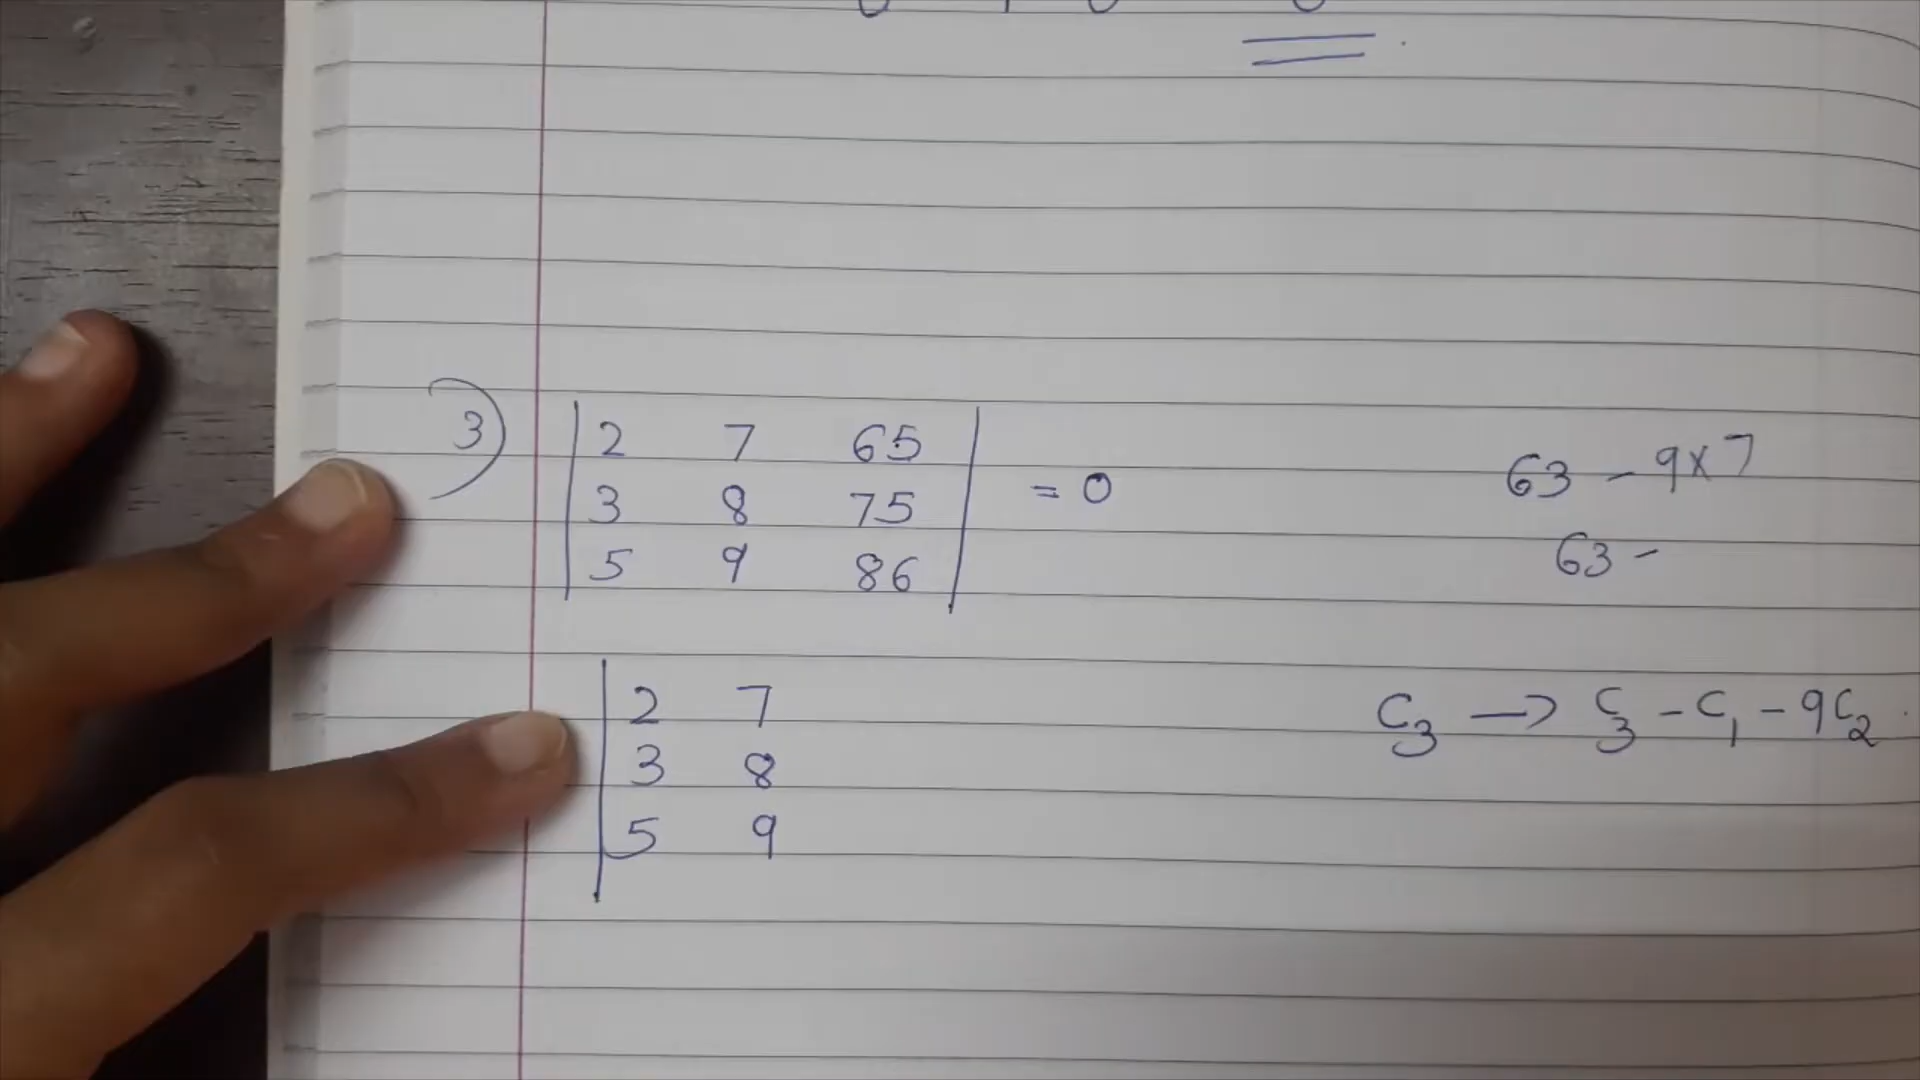 3) | 2 7 65 |
| 3 8 75 | = 0
| 5 9 86 |
63 - 9x7
63 -
| 2 7
| 3 8
| 5 9
C₃ → C₃ - C₁ - 9C₂